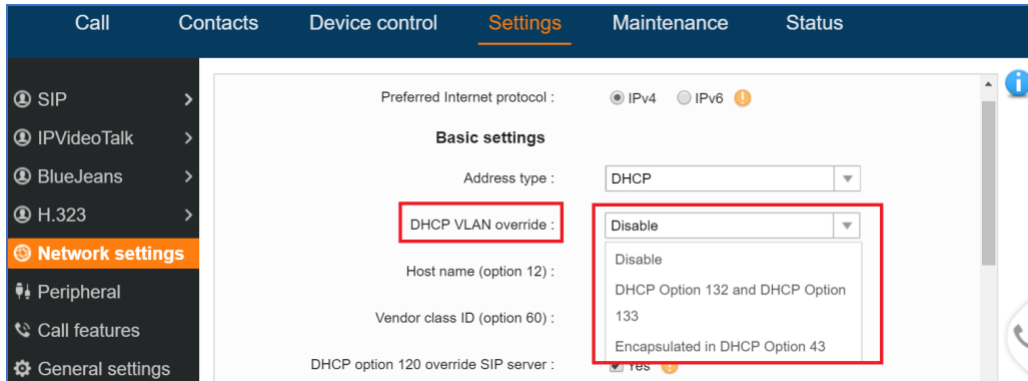 Call Contacts Device control Settings Maintenance Status
SIP
IPVideoTalk
BlueJeans
H.323
Network settings
Peripheral
Call features
General settings
Preferred Internet protocol : IPv4 IPv6
Basic settings
Address type : DHCP
DHCP VLAN override : Disable
Disable
DHCP Option 132 and DHCP Option
133
Encapsulated in DHCP Option 43
Host name (option 12) :
Vendor class ID (option 60) :
DHCP option 120 override SIP server : Yes